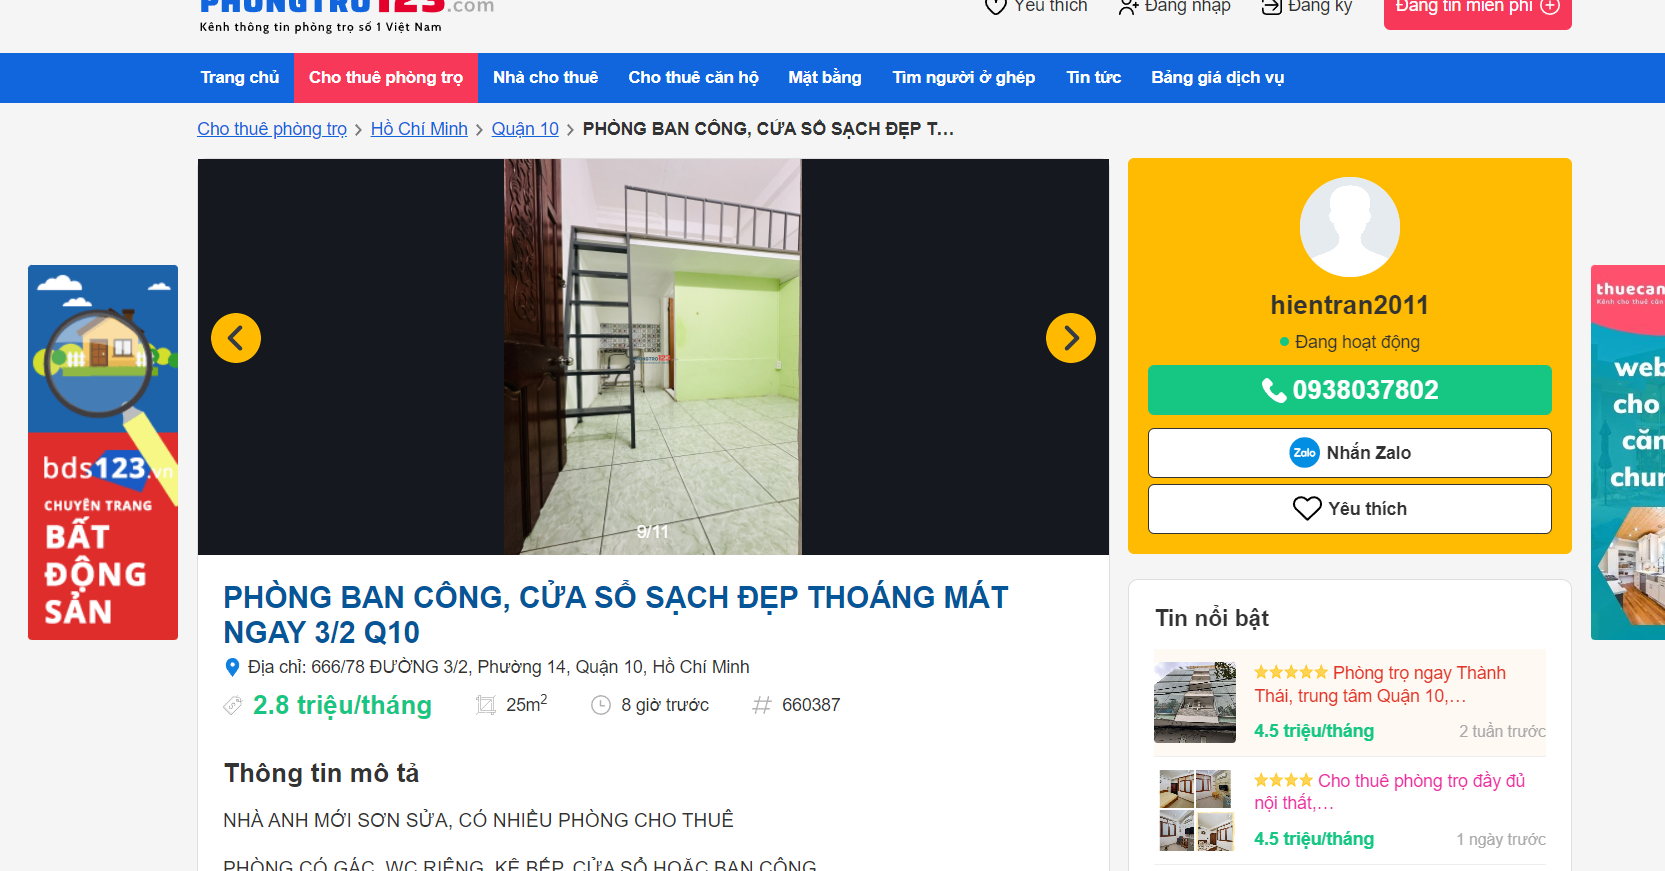 PHONGTRO123.com
Kênh thông tin phòng trọ số 1 Việt Nam
Yêu thích
Đăng nhập
Đăng ký
Đăng tin miễn phí
Trang chủ
Cho thuê phòng trọ
Nhà cho thuê
Cho thuê căn hộ
Mặt bằng
Tìm người ở ghép
Tin tức
Bảng giá dịch vụ
Cho thuê phòng trọ > Hồ Chí Minh > Quận 10 > PHÒNG BAN CÔNG, CỬA SỔ SẠCH ĐẸP T...
bds123.vn
CHUYÊN TRANG
BẤT
ĐỘNG
SẢN
PHONGTRO123
9/11
PHÒNG BAN CÔNG, CỬA SỔ SẠCH ĐẸP THOÁNG MÁT
NGAY 3/2 Q10
Địa chỉ: 666/78 ĐƯỜNG 3/2, Phường 14, Quận 10, Hồ Chí Minh
2.8 triệu/tháng
25m2
8 giờ trước
# 660387
Thông tin mô tả
NHÀ ANH MỚI SƠN SỬA, CÓ NHIỀU PHÒNG CHO THUÊ
PHÒNG CÓ GÁC, WC RIÊNG, KỆ BẾP, CỬA SỔ HOẶC BAN CÔNG
hientran2011
Đang hoạt động
0938037802
Zalo Nhắn Zalo
Yêu thích
Tin nổi bật
Phòng trọ ngay Thành
Thái, trung tâm Quận 10,...
4.5 triệu/tháng
2 tuần trước
Cho thuê phòng trọ đầy đủ
nội thất,...
4.5 triệu/tháng
1 ngày trước
thuecan
Kênh cho thuê căn
web
cho
căn
chun